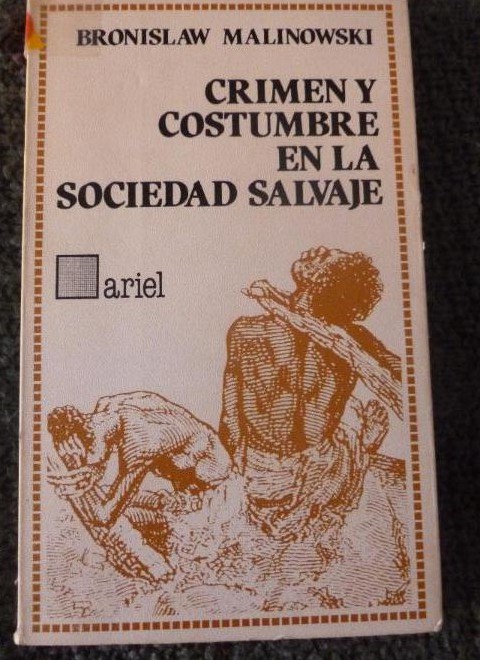 BRONISLAW MALINOWSKI
CRIMEN Y
COSTUMBRE
EN LA
SOCIEDAD SALVAJE
ariel